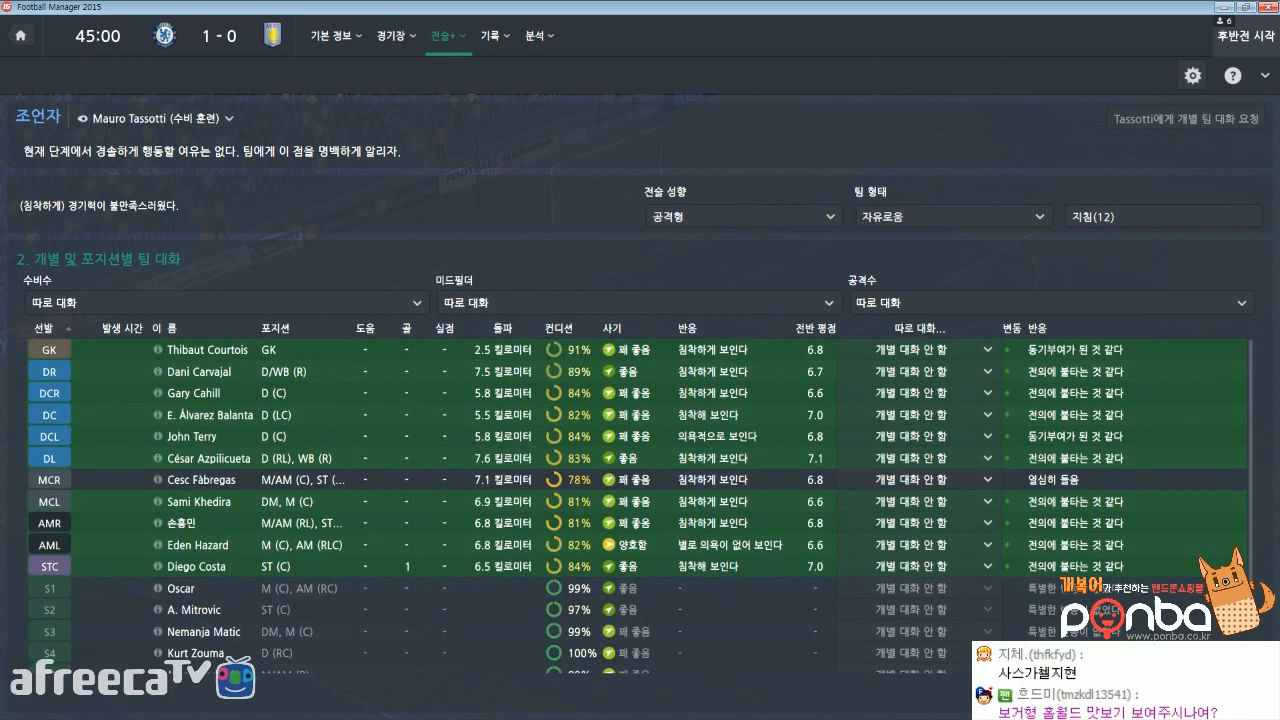 Football Manager 2015
6
45:00 1 - 0 기본 정보 경기장 전술* 기록 분석 후반전 시작
?
조언자 Mauro Tassotti (수비 훈련) Tassotti에게 개별 팀 대화 요청
현재 단계에서 경솔하게 행동할 여유는 없다. 팀에게 이 점을 명백하게 알리자.
전술 성향 팀 형태
(침착하게) 경기력이 불만족스러웠다. 공격형 자유로움 지침(12)
2. 개별 및 포지션별 팀 대화
수비수 미드필더 공격수
따로 대화 따로 대화 따로 대화
선발 발생 시간 이 름 포지션 도움 골 실점 돌파 컨디션 사기 반응 전반 평점 따로 대화... 변동 반응
GK Thibaut Courtois GK - - - 2.5 킬로미터 91% 꽤 좋음 침착하게 보인다 6.8 개별 대화 안 함 동기부여가 된 것 같다
DR Dani Carvajal D/WB (R) - - - 7.5 킬로미터 89% 좋음 침착하게 보인다 6.7 개별 대화 안 함 전의에 불타는 것 같다
DCR Gary Cahill D (C) - - - 5.8 킬로미터 84% 꽤 좋음 침착하게 보인다 6.6 개별 대화 안 함 전의에 불타는 것 같다
DC E. Álvarez Balanta D (LC) - - - 5.5 킬로미터 82% 꽤 좋음 침착해 보인다 7.0 개별 대화 안 함 전의에 불타는 것 같다
DCL John Terry D (C) - - - 5.8 킬로미터 84% 꽤 좋음 의욕적으로 보인다 6.8 개별 대화 안 함 동기부여가 된 것 같다
DL César Azpilicueta D (RL), WB (R) - - - 7.6 킬로미터 83% 좋음 침착하게 보인다 7.1 개별 대화 안 함 전의에 불타는 것 같다
MCR Cesc Fàbregas M/AM (C), ST (... - - - 7.1 킬로미터 78% 꽤 좋음 침착하게 보인다 6.8 개별 대화 안 함 열심히 들음
MCL Sami Khedira DM, M (C) - - - 6.9 킬로미터 81% 꽤 좋음 침착하게 보인다 6.6 개별 대화 안 함 전의에 불타는 것 같다
AMR 손흥민 M/AM (RL), ST... - - - 6.8 킬로미터 81% 꽤 좋음 침착하게 보인다 6.8 개별 대화 안 함 전의에 불타는 것 같다
AML Eden Hazard M (C), AM (RLC) - - - 6.8 킬로미터 82% 양호함 별로 의욕이 없어 보인다 6.6 개별 대화 안 함 전의에 불타는 것 같다
STC Diego Costa ST (C) - 1 - 6.5 킬로미터 84% 좋음 침착해 보인다 7.0 개별 대화 안 함 전의에 불타는 것 같다
S1 Oscar M (C), AM (RC) 99% 좋음 - - 개별 대화 안 함 특별한
S2 A. Mitrovic ST (C) 97% 좋음 - - 개별 대화 안 함 특별한
S3 Nemanja Matic DM, M (C) 99% 꽤 좋음 - - 개별 대화 안 함 특별한
S4 Kurt Zouma D (RC) 100% 꽤 좋음 - - 개별 대화 안 함
개복어가(추천하는 핸드폰쇼핑몰
ponba
www.ponba.co.kr
afreecaTV
지체.(thfkfyd) :
사스가췔지현
팬 흐드미(tmzkdl13541) :
보거형 홈월드 맛보기 보여주시나여?